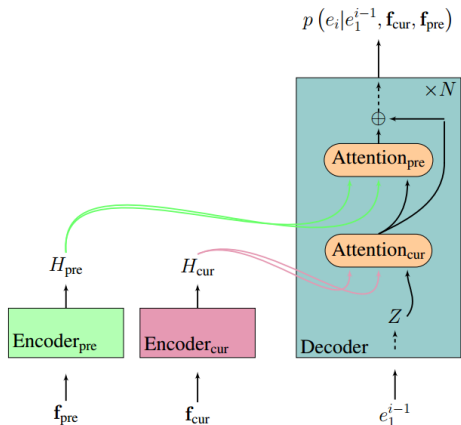 p (e_i|e_1^{i-1}, f_cur, f_pre)
×N
⊕
Attention_pre
Attention_cur
H_pre
H_cur
Z
Encoder_pre
Encoder_cur
Decoder
f_pre
f_cur
e_1^{i-1}